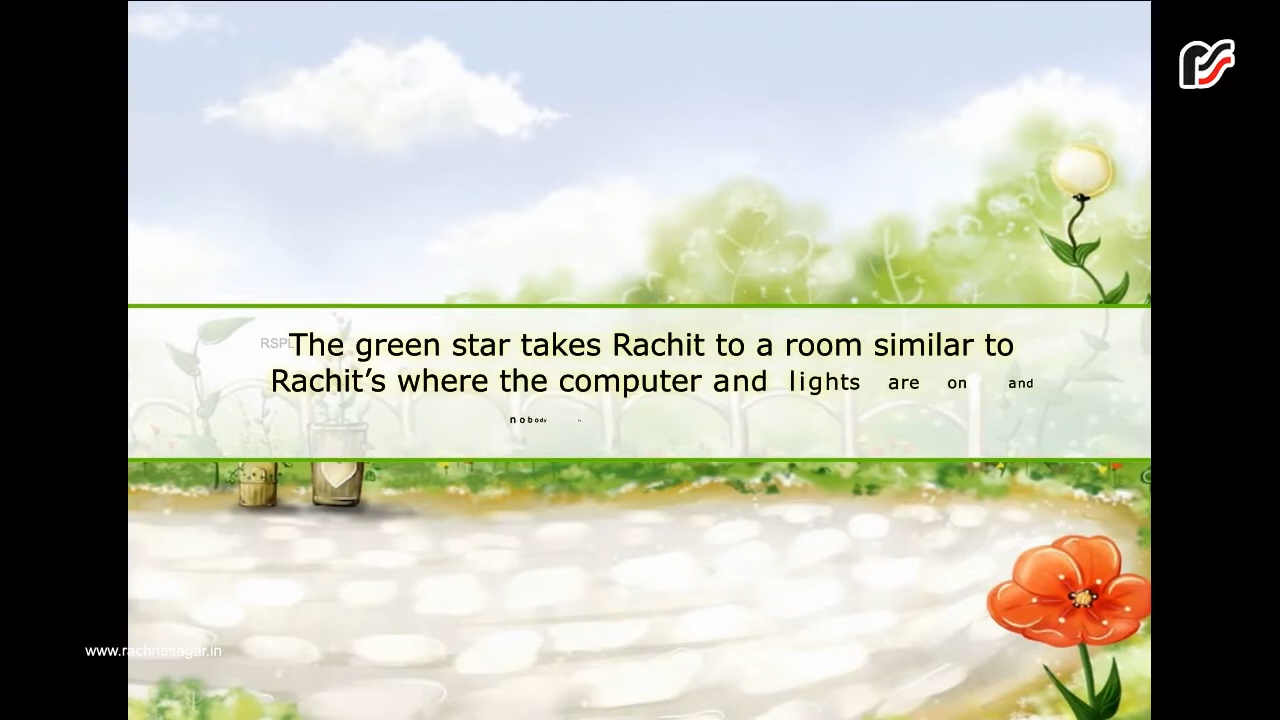 RSPL
The green star takes Rachit to a room similar to
Rachit’s where the computer and lights are on and
nobody
www.rachnasagar.in